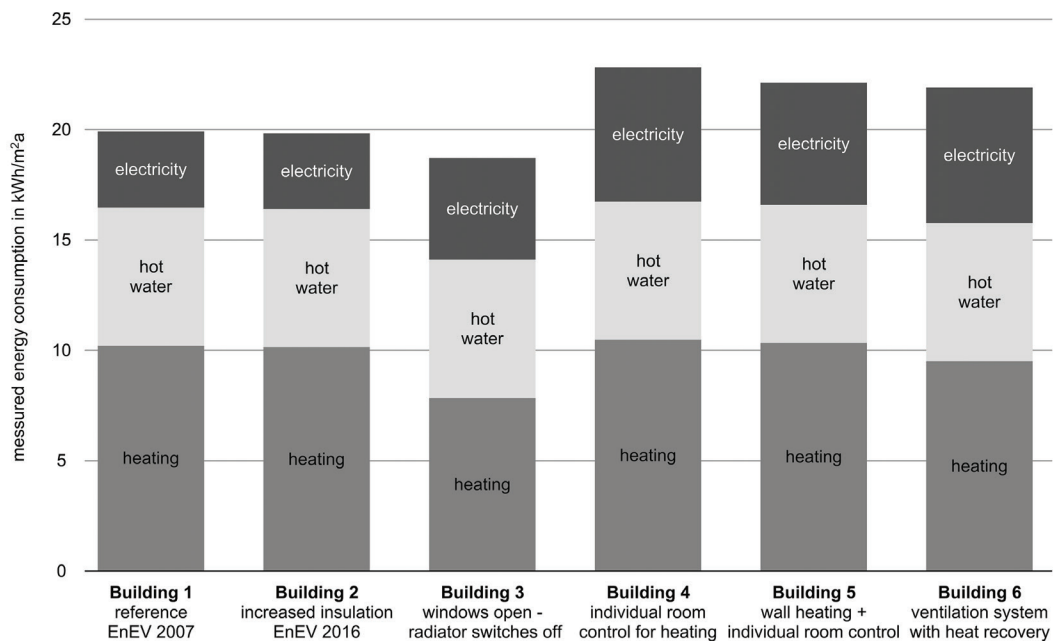 messured energy consumption in kWh/m²a
25
20
15
10
5
0
electricity
hot
water
heating
electricity
hot
water
heating
electricity
hot
water
heating
electricity
hot
water
heating
electricity
hot
water
heating
electricity
hot
water
heating
Building 1
reference
EnEV 2007
Building 2
increased insulation
EnEV 2016
Building 3
windows open -
radiator switches off
Building 4
individual room
control for heating
Building 5
wall heating +
individual room control
Building 6
ventilation system
with heat recovery